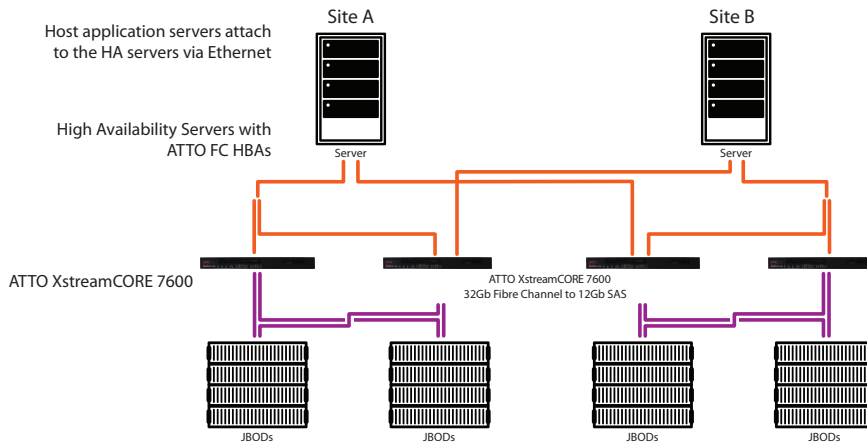 Site A
Site B
Host application servers attach
to the HA servers via Ethernet
High Availability Servers with
ATTO FC HBAs
Server
Server
ATTO XstreamCORE 7600
ATTO XstreamCORE 7600
32Gb Fibre Channel to 12Gb SAS
JBODs
JBODs
JBODs
JBODs